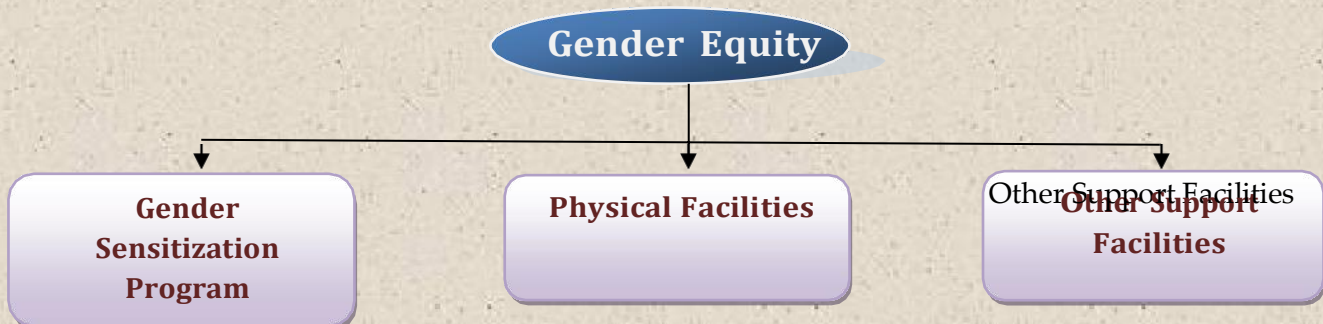 Gender Equity
Gender
Sensitization
Program
Physical Facilities
Other Support Facilities
Other Support
Facilities